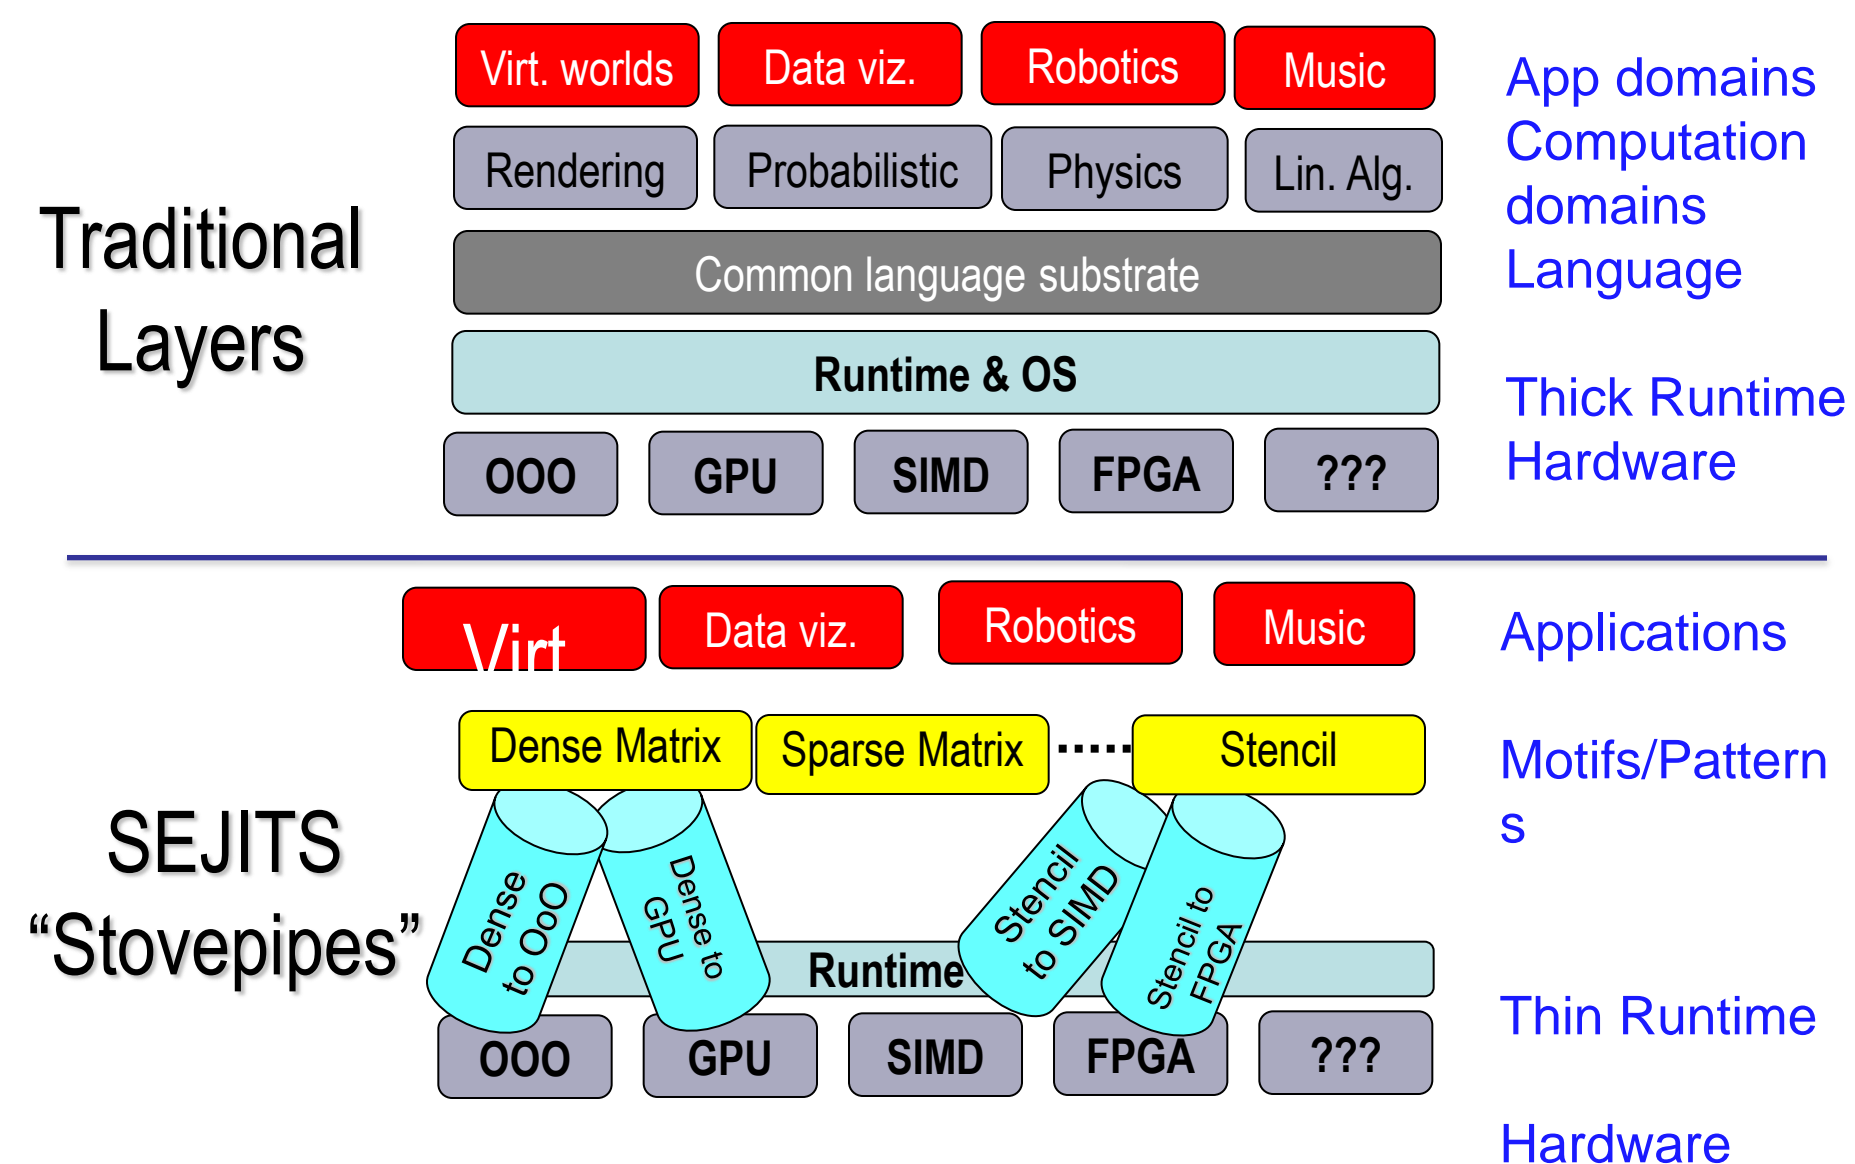 Virt. worlds
Data viz.
Robotics
Music
App domains
Rendering
Probabilistic
Physics
Lin. Alg.
Computation
domains
Traditional
Layers
Common language substrate
Language
Runtime & OS
Thick Runtime
OOO
GPU
SIMD
FPGA
???
Hardware
Virt
Data viz.
Robotics
Music
Applications
Dense Matrix
Sparse Matrix
.....
Stencil
Motifs/Pattern
s
SEJITS
“Stovepipes”
Dense
to OoO
Dense to
GPU
Stencil
to SIMD
Stencil to
FPGA
Runtime
Thin Runtime
OOO
GPU
SIMD
FPGA
???
Hardware